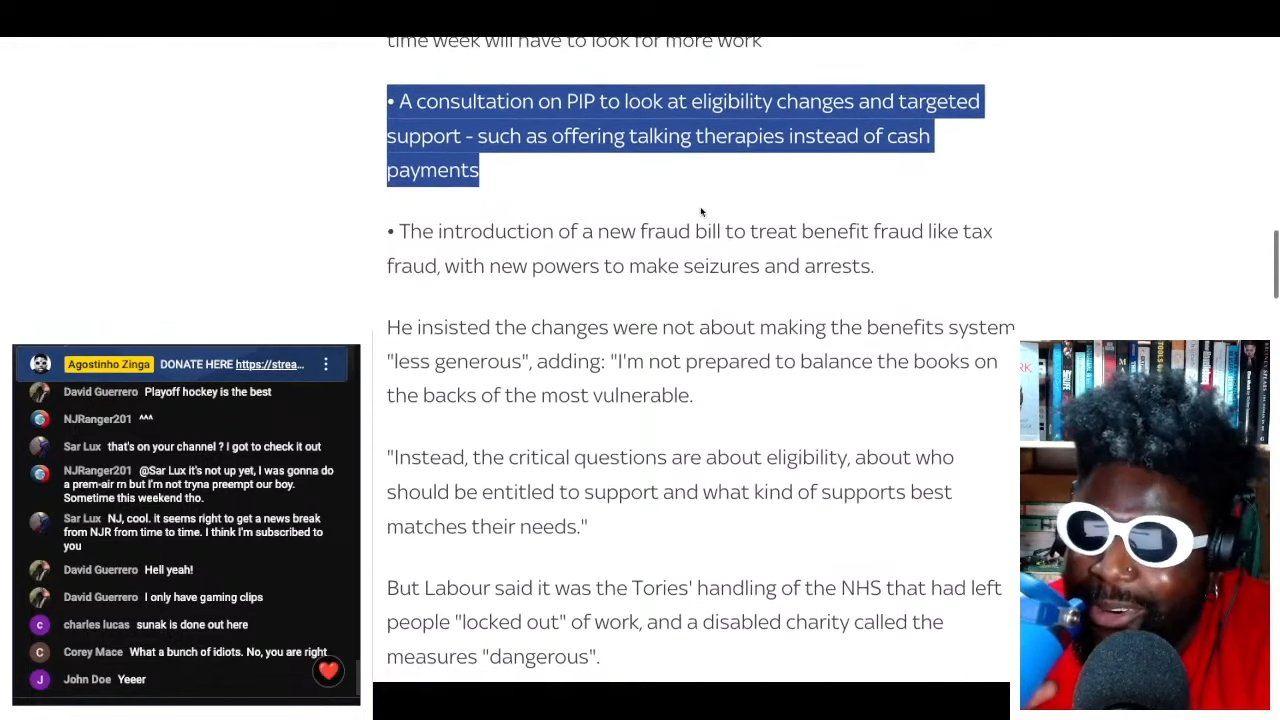 time week will have to look for more work
• A consultation on PIP to look at eligibility changes and targeted
support - such as offering talking therapies instead of cash
payments
• The introduction of a new fraud bill to treat benefit fraud like tax
fraud, with new powers to make seizures and arrests.
He insisted the changes were not about making the benefits system
"less generous", adding: "I'm not prepared to balance the books on
the backs of the most vulnerable.
"Instead, the critical questions are about eligibility, about who
should be entitled to support and what kind of supports best
matches their needs."
But Labour said it was the Tories' handling of the NHS that had left
people "locked out" of work, and a disabled charity called the
measures "dangerous".
Agostinho Zinga DONATE HERE https://strea...
David Guerrero Playoff hockey is the best
NJRanger201 ^^^
Sar Lux that's on your channel ? I got to check it out
NJRanger201 @Sar Lux it's not up yet, I was gonna do
a prem-air rn but I'm not tryna preempt our boy.
Sometime this weekend tho.
Sar Lux NJ, cool. it seems right to get a news break
from NJR from time to time. I think I'm subscribed to
you
David Guerrero Hell yeah!
David Guerrero I only have gaming clips
c charles lucas sunak is done out here
C Corey Mace What a bunch of idiots. No, you are right
J John Doe Yeeer